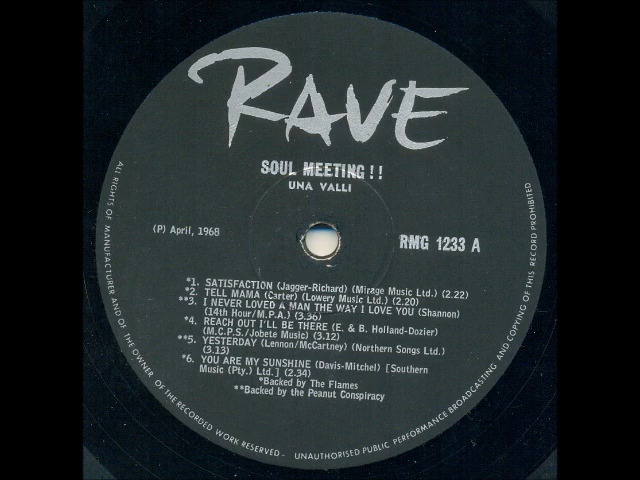 RAVE
SOUL MEETING!!
UNA VALLI
(P) April, 1968
RMG 1233 A
*1. SATISFACTION (Jagger-Richard) (Mirage Music Ltd.) (2.22)
*2. TELL MAMA (Carter) (Lowery Music Ltd.) (2.20)
**3. I NEVER LOVED A MAN THE WAY I LOVE YOU (Shannon)
(14th Hour/M.P.A.) (3.36)
*4. REACH OUT I'LL BE THERE (E. & B. Holland-Dozier)
(M.C.P.S./Jobete Music) (3.12)
**5. YESTERDAY (Lennon/McCartney) (Northern Songs Ltd.)
(3.13)
*6. YOU ARE MY SUNSHINE (Davis-Mitchel) [Southern
Music (Pty.) Ltd.] (2.34)
*Backed by The Flames
**Backed by the Peanut Conspiracy
ALL RIGHTS OF MANUFACTURER AND OF THE OWNER OF THE RECORDED WORK RESERVED - UNAUTHORISED PUBLIC PERFORMANCE BROADCASTING AND COPYING OF THIS RECORD PROHIBITED